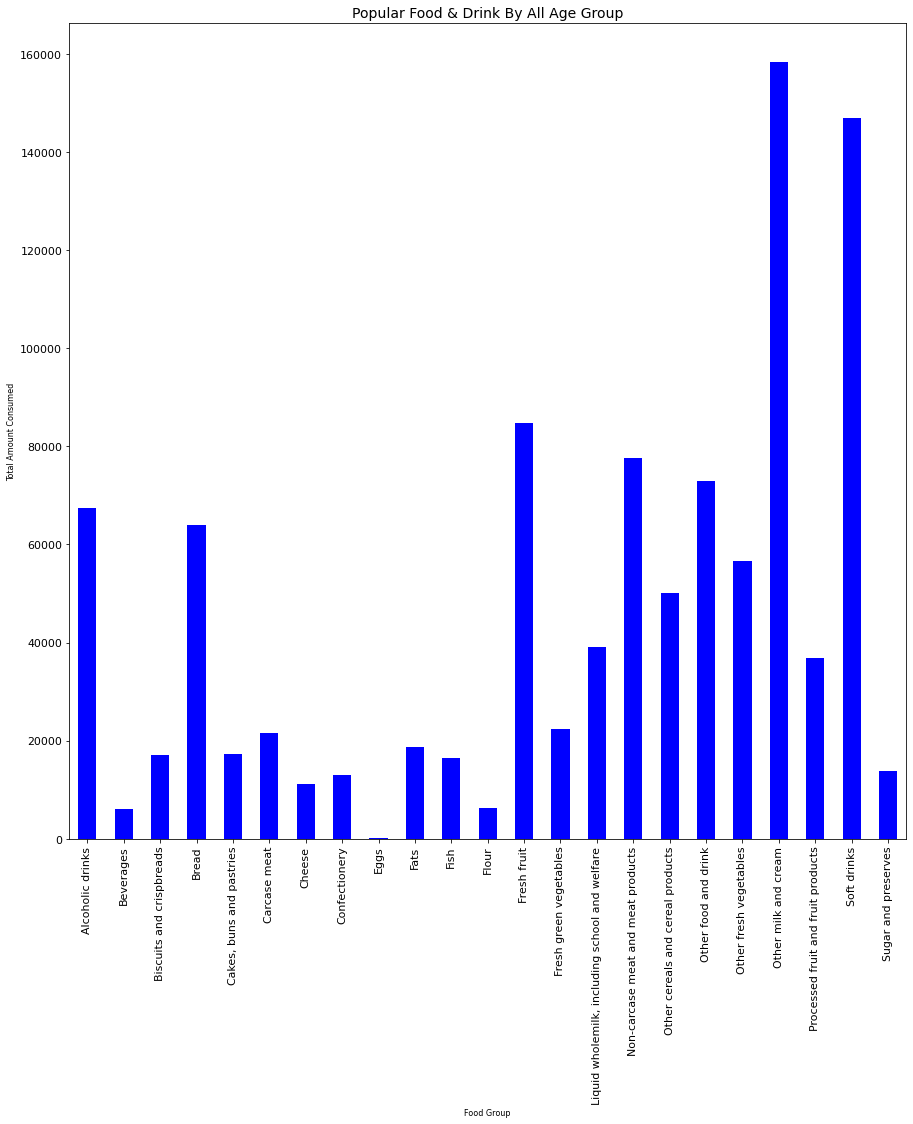 Popular Food & Drink By All Age Group
160000
140000
120000
100000
80000
60000
40000
20000
0
Total Amount Consumed
Alcoholic drinks
Beverages
Biscuits and crispbreads
Bread
Cakes, buns and pastries
Carcase meat
Cheese
Confectionery
Eggs
Fats
Fish
Flour
Fresh fruit
Fresh green vegetables
Liquid wholemilk, including school and welfare
Non-carcase meat and meat products
Other cereals and cereal products
Other food and drink
Other fresh vegetables
Other milk and cream
Processed fruit and fruit products
Soft drinks
Sugar and preserves
Food Group